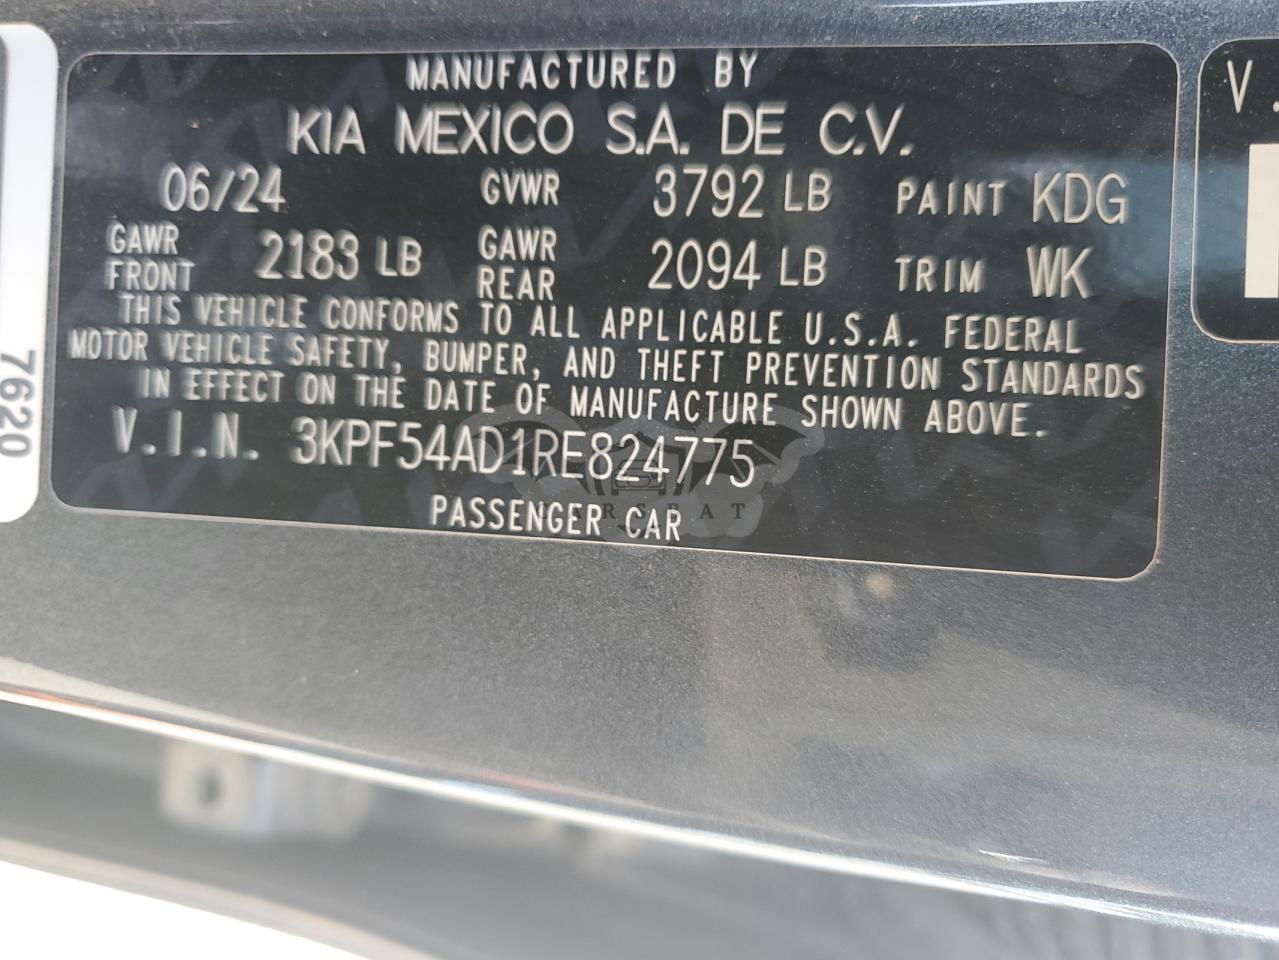 MANUFACTURED BY
KIA MEXICO S.A. DE C.V.
06/24 GVWR 3792 LB PAINT KDG
GAWR FRONT 2183 LB GAWR REAR 2094 LB TRIM WK
THIS VEHICLE CONFORMS TO ALL APPLICABLE U.S.A. FEDERAL
MOTOR VEHICLE SAFETY, BUMPER, AND THEFT PREVENTION STANDARDS
IN EFFECT ON THE DATE OF MANUFACTURE SHOWN ABOVE.
V.I.N. 3KPF54AD1RE824775
PASSENGER CAR
7620
V.